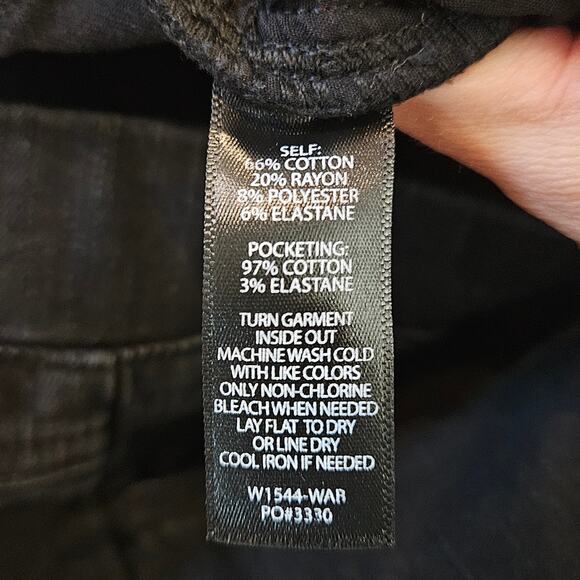 SELF:
66% COTTON
20% RAYON
8% POLYESTER
6% ELASTANE
POCKETING:
97% COTTON
3% ELASTANE
TURN GARMENT
INSIDE OUT
MACHINE WASH COLD
WITH LIKE COLORS
ONLY NON-CHLORINE
BLEACH WHEN NEEDED
LAY FLAT TO DRY
OR LINE DRY
COOL IRON IF NEEDED
W1544-WAR
PO#3330